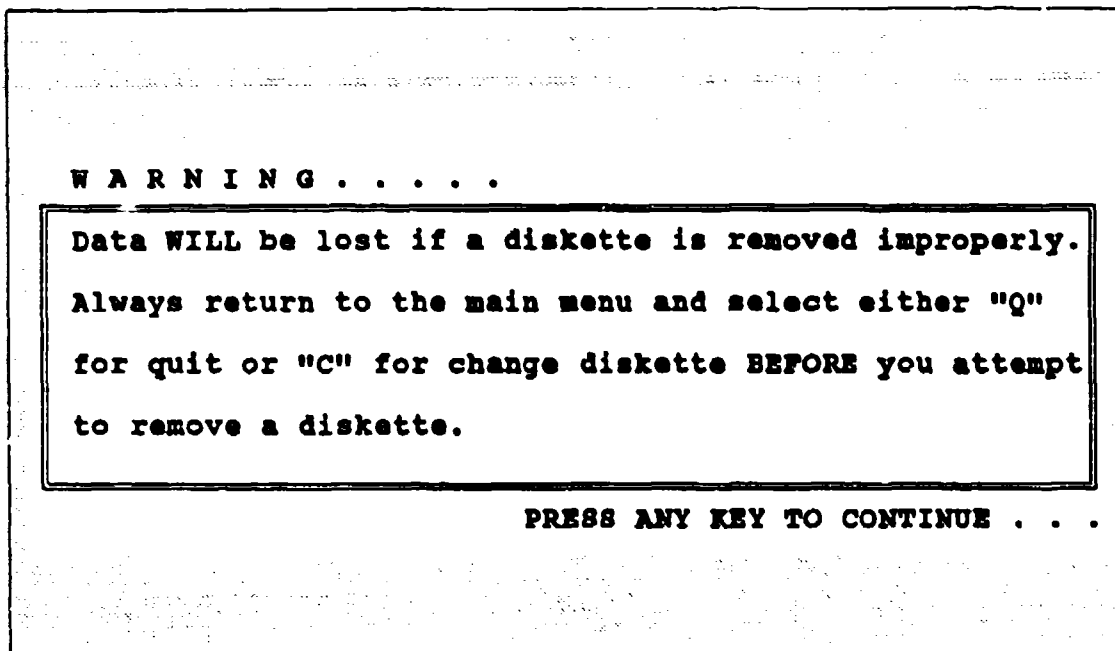 W A R N I N G . . . . .
Data WILL be lost if a diskette is removed improperly.
Always return to the main menu and select either "Q"
for quit or "C" for change diskette BEFORE you attempt
to remove a diskette.
PRESS ANY KEY TO CONTINUE . . .